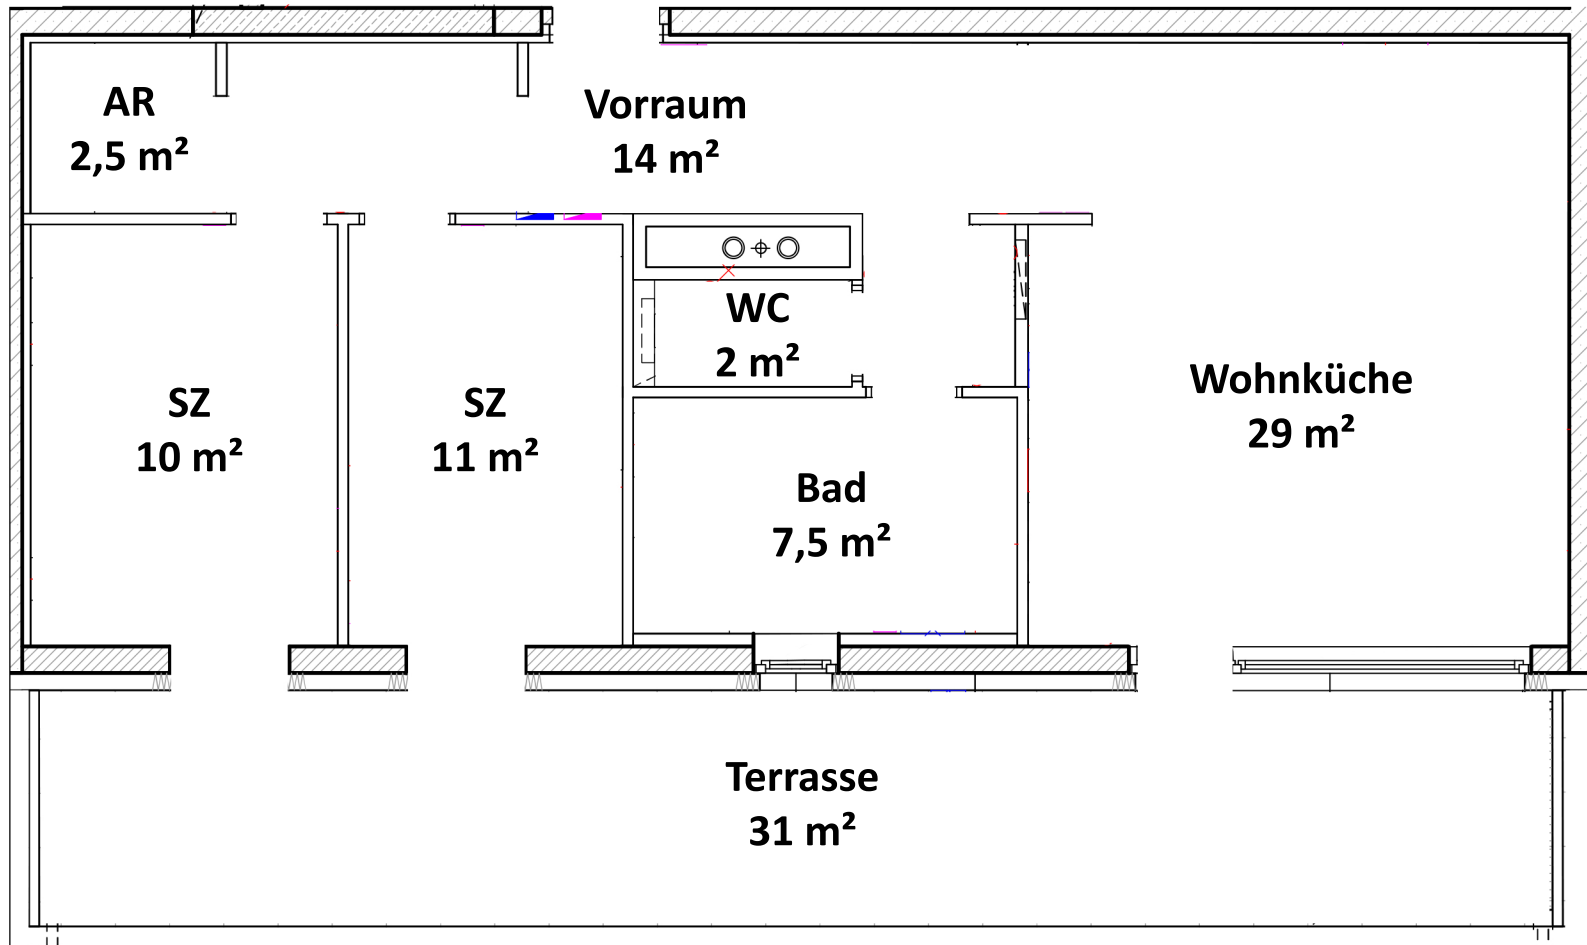 AR
2,5 m²
Vorraum
14 m²
WC
2 m²
SZ
10 m²
SZ
11 m²
Wohnküche
29 m²
Bad
7,5 m²
Terrasse
31 m²